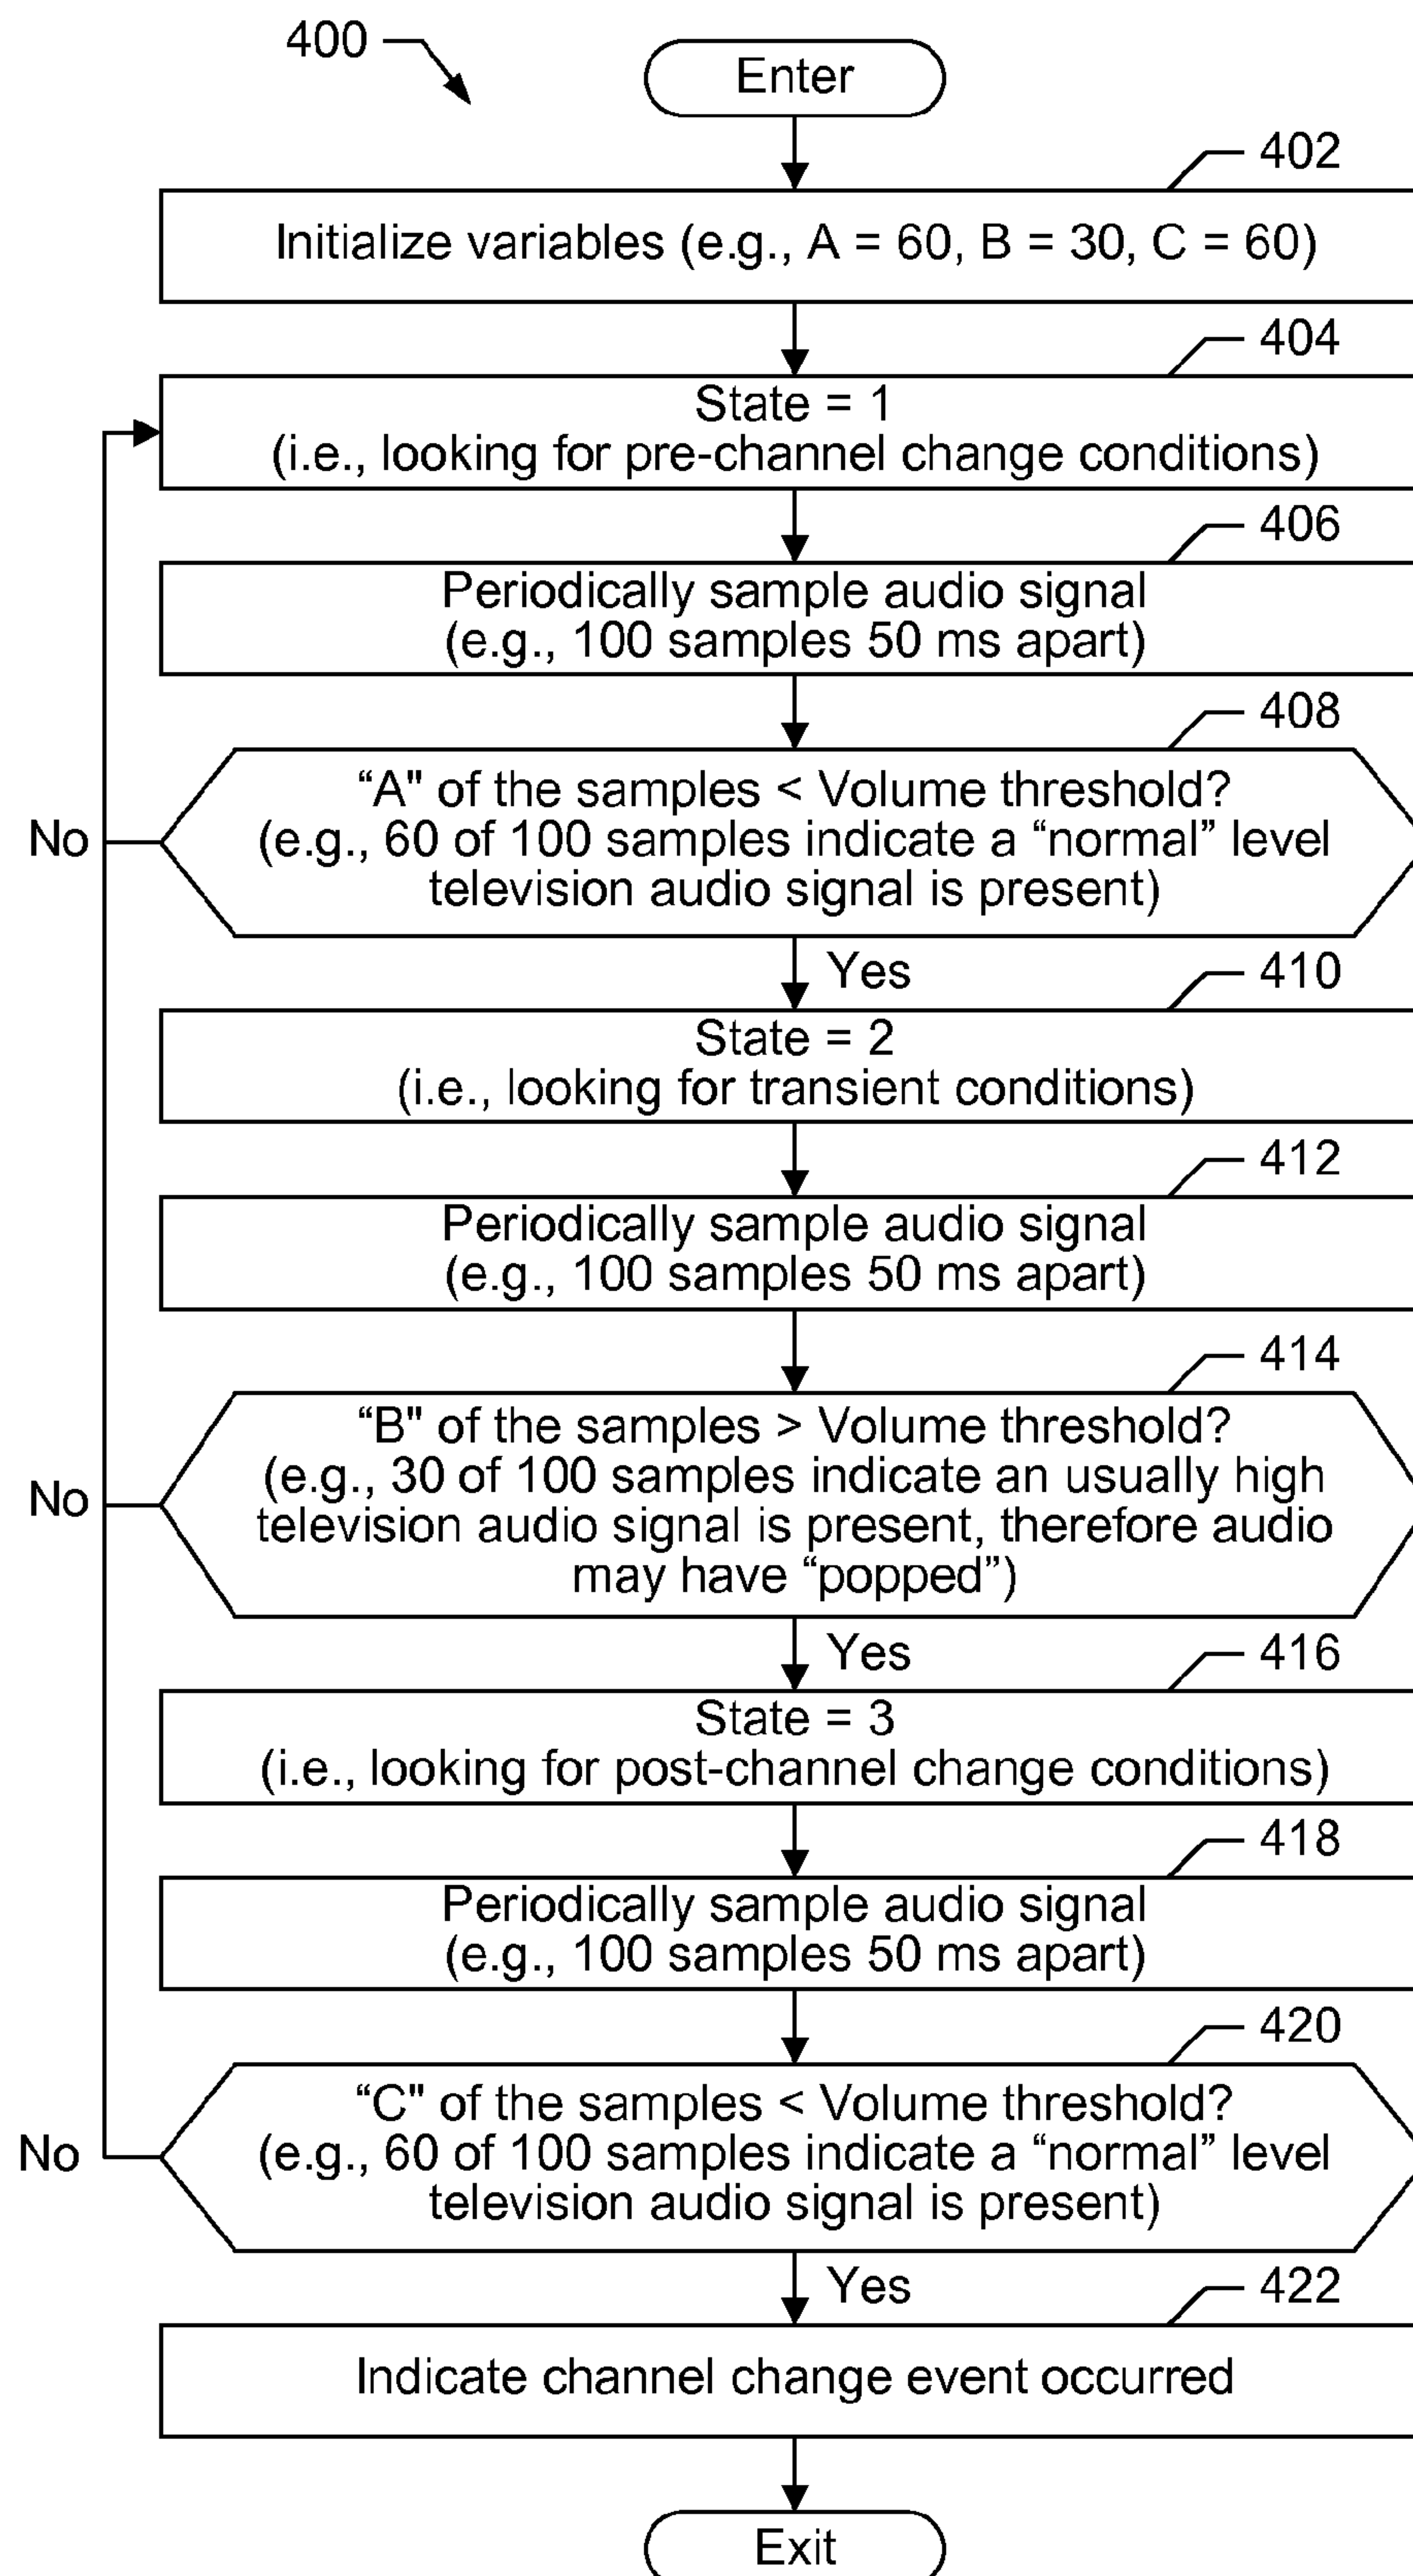 400
Enter
402
Initialize variables (e.g., A = 60, B = 30, C = 60)
404
State = 1
(i.e., looking for pre-channel change conditions)
406
Periodically sample audio signal
(e.g., 100 samples 50 ms apart)
408
“A" of the samples < Volume threshold?
(e.g., 60 of 100 samples indicate a “normal” level
television audio signal is present)
No
Yes
410
State = 2
(i.e., looking for transient conditions)
412
Periodically sample audio signal
(e.g., 100 samples 50 ms apart)
414
“B" of the samples > Volume threshold?
(e.g., 30 of 100 samples indicate an usually high
television audio signal is present, therefore audio
may have “popped”)
No
Yes
416
State = 3
(i.e., looking for post-channel change conditions)
418
Periodically sample audio signal
(e.g., 100 samples 50 ms apart)
420
“C" of the samples < Volume threshold?
(e.g., 60 of 100 samples indicate a “normal” level
television audio signal is present)
No
Yes
422
Indicate channel change event occurred
Exit